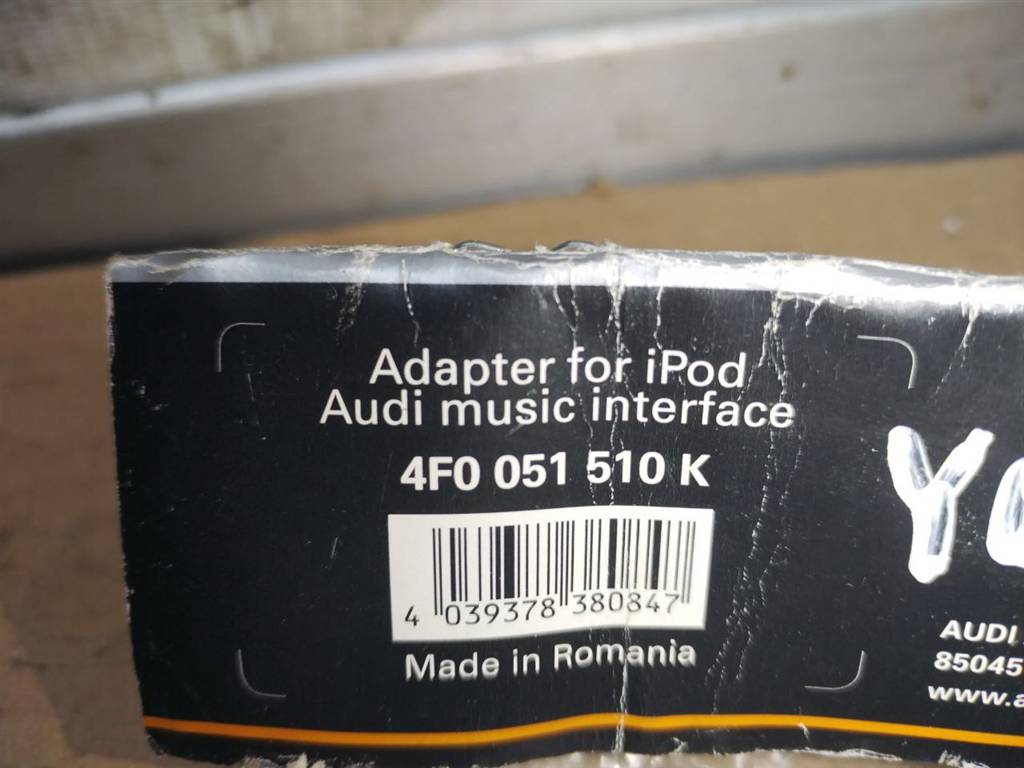 Adapter for iPod
Audi music interface
4F0 051 510 K
4 039378 380847
Made in Romania
AUDI
85045
www.a